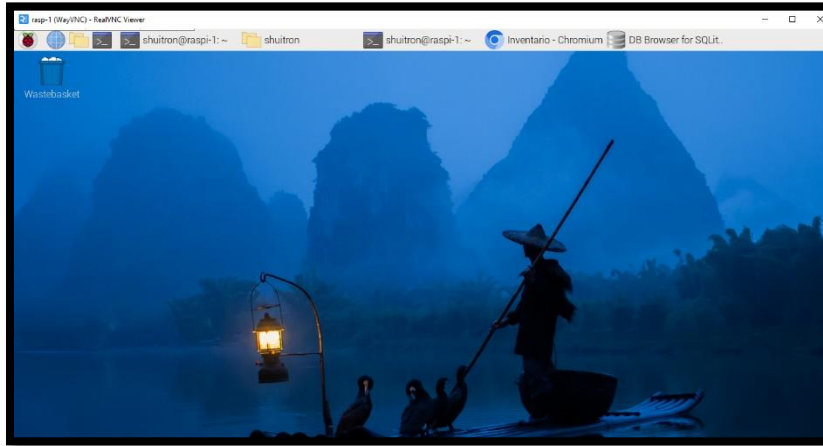 rasp-1 (WayVNC) - RealVNC Viewer
shuitron@raspi-1: ~ shuitron shuitron@raspi-1: ~ Inventario - Chromium DB Browser for SQLit..
Wastebasket